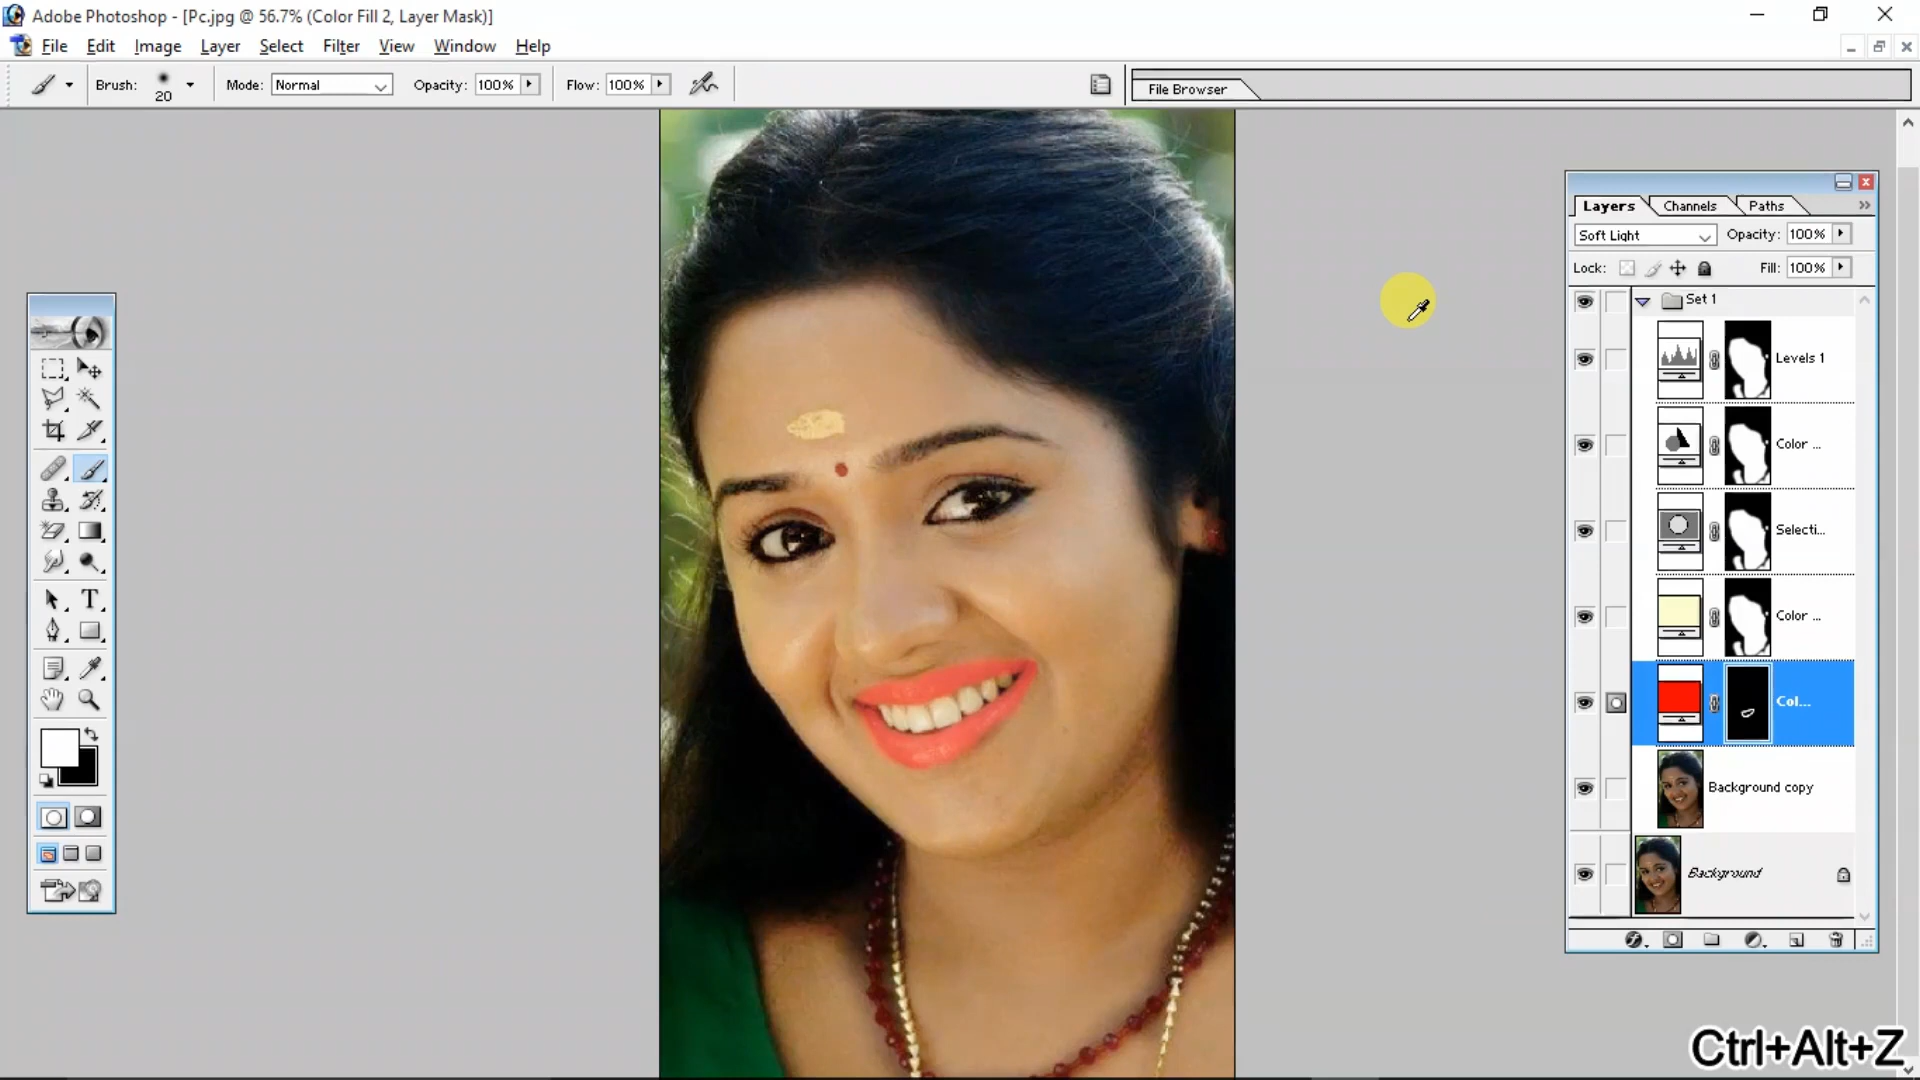 Adobe Photoshop - [Pc.jpg @ 56.7% (Color Fill 2, Layer Mask)]
File Edit Image Layer Select Filter View Window Help
Brush: 20 Mode: Normal Opacity: 100% Flow: 100% File Browser
Layers Channels Paths
Soft Light Opacity: 100%
Lock: Fill: 100%
Set 1
Levels 1
Color ...
Selecti...
Color ...
Col...
Background copy
Background
T
Ctrl+Alt+Z